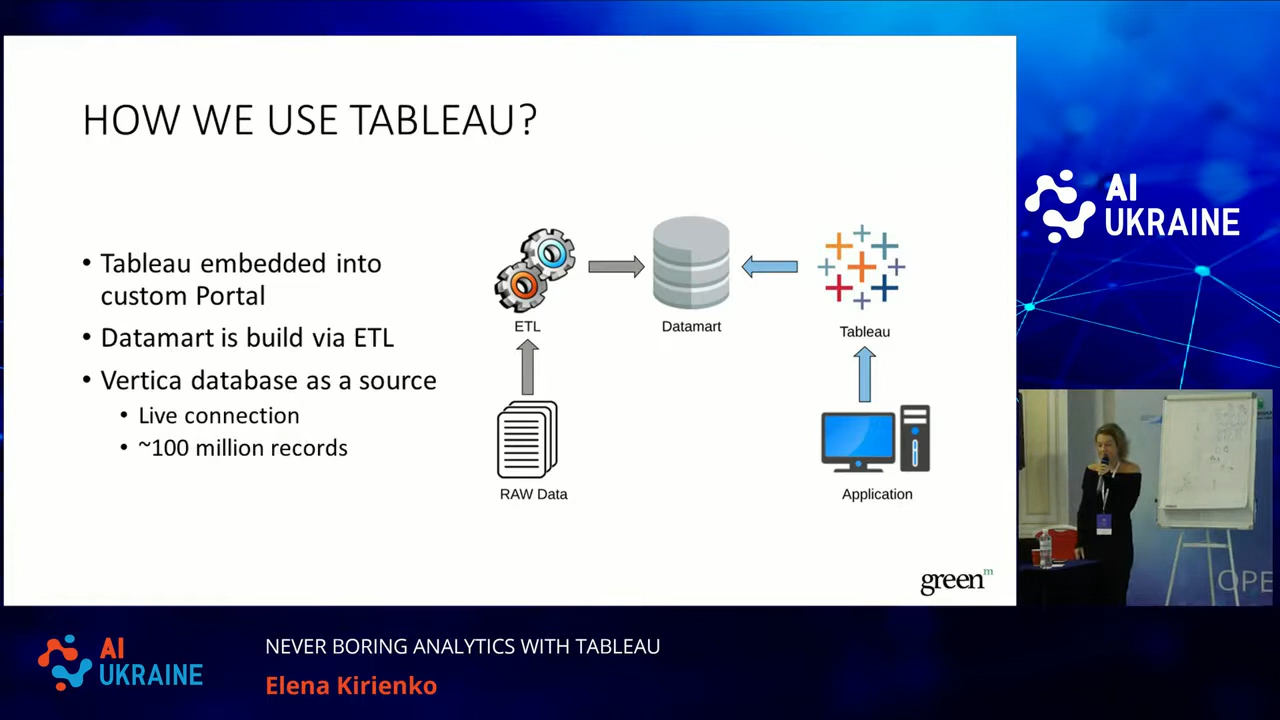 HOW WE USE TABLEAU?
• Tableau embedded into
custom Portal
• Datamart is build via ETL
• Vertica database as a source
• Live connection
• ~100 million records
ETL
Datamart
Tableau
RAW Data
Application
greenm
AI
UKRAINE
OPE
AI
UKRAINE
NEVER BORING ANALYTICS WITH TABLEAU
Elena Kirienko